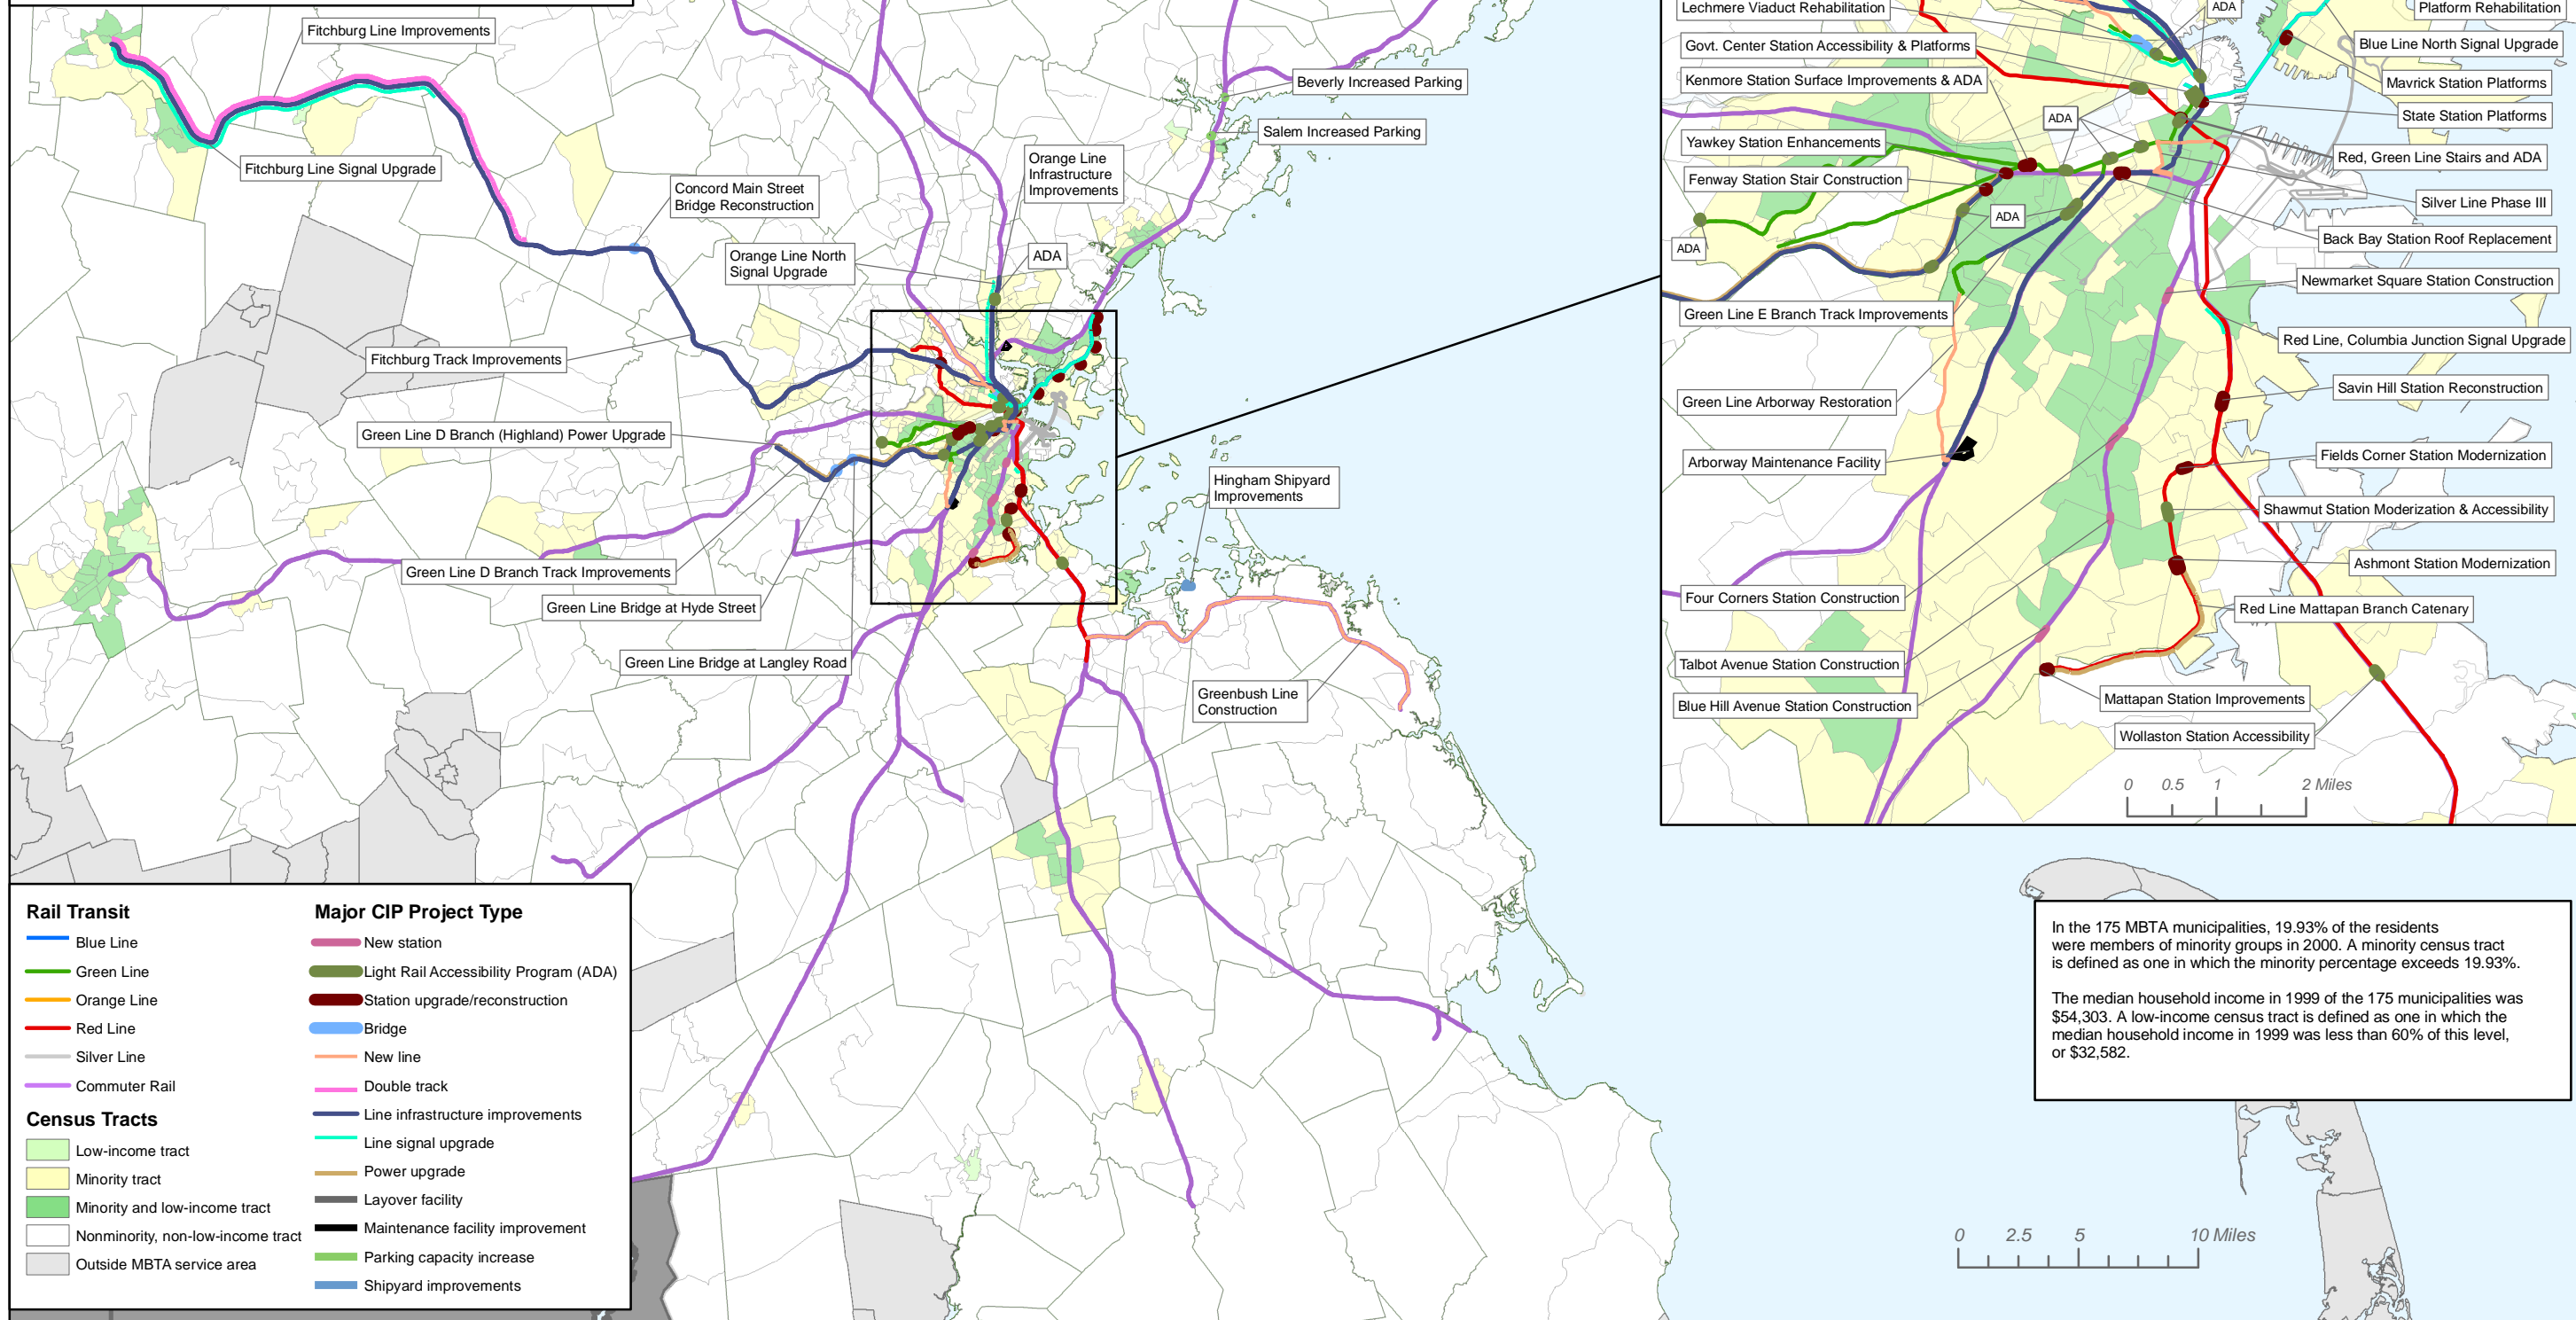 Fitchburg Line Improvements
Fitchburg Line Signal Upgrade
Concord Main Street
Bridge Reconstruction
Orange Line
Infrastructure
Improvements
Beverly Increased Parking
Salem Increased Parking
Orange Line North
Signal Upgrade
ADA
Fitchburg Track Improvements
Green Line D Branch (Highland) Power Upgrade
Hingham Shipyard
Improvements
Green Line D Branch Track Improvements
Green Line Bridge at Hyde Street
Green Line Bridge at Langley Road
Greenbush Line
Construction
Lechmere Viaduct Rehabilitation
Govt. Center Station Accessibility & Platforms
Kenmore Station Surface Improvements & ADA
Yawkey Station Enhancements
Fenway Station Stair Construction
ADA
Green Line E Branch Track Improvements
Green Line Arborway Restoration
Arborway Maintenance Facility
Four Corners Station Construction
Talbot Avenue Station Construction
Blue Hill Avenue Station Construction
ADA
ADA
ADA
Platform Rehabilitation
Blue Line North Signal Upgrade
Mavrick Station Platforms
State Station Platforms
Red, Green Line Stairs and ADA
Silver Line Phase III
Back Bay Station Roof Replacement
Newmarket Square Station Construction
Red Line, Columbia Junction Signal Upgrade
Savin Hill Station Reconstruction
Fields Corner Station Modernization
Shawmut Station Moderization & Accessibility
Ashmont Station Modernization
Red Line Mattapan Branch Catenary
Mattapan Station Improvements
Wollaston Station Accessibility
0 0.5 1 2 Miles
Rail Transit
Blue Line
Green Line
Orange Line
Red Line
Silver Line
Commuter Rail
Census Tracts
Low-income tract
Minority tract
Minority and low-income tract
Nonminority, non-low-income tract
Outside MBTA service area
Major CIP Project Type
New station
Light Rail Accessibility Program (ADA)
Station upgrade/reconstruction
Bridge
New line
Double track
Line infrastructure improvements
Line signal upgrade
Power upgrade
Layover facility
Maintenance facility improvement
Parking capacity increase
Shipyard improvements
In the 175 MBTA municipalities, 19.93% of the residents
were members of minority groups in 2000. A minority census tract
is defined as one in which the minority percentage exceeds 19.93%.
The median household income in 1999 of the 175 municipalities was
$54,303. A low-income census tract is defined as one in which the
median household income in 1999 was less than 60% of this level,
or $32,582.
0 2.5 5 10 Miles